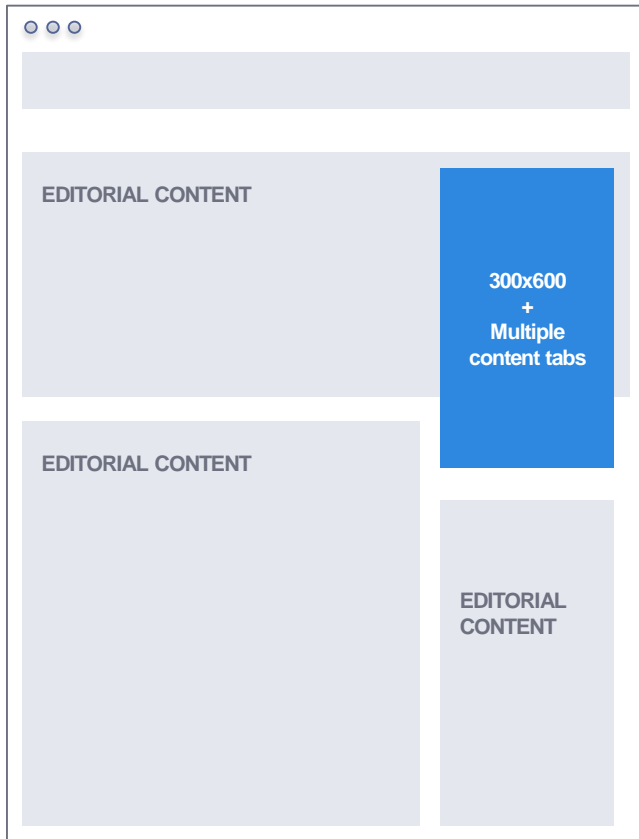 EDITORIAL CONTENT
300x600
+
Multiple
content tabs
EDITORIAL CONTENT
EDITORIAL
CONTENT